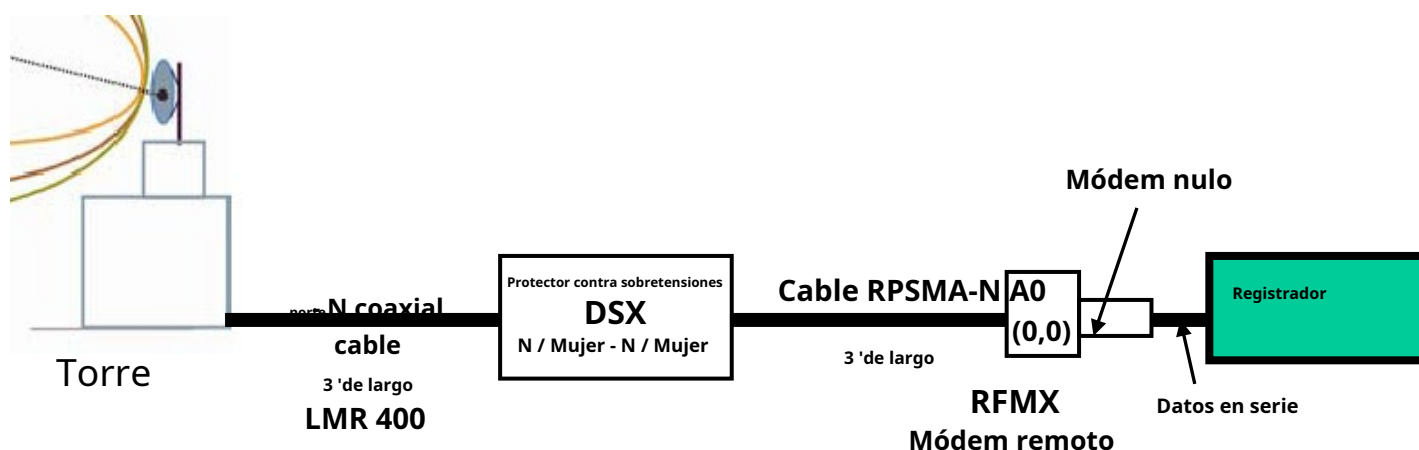 Torre
norte N coaxial
cable
3 'de largo
LMR 400
Protector contra sobretensiones
DSX
N / Mujer - N / Mujer
Cable RPSMA-N
3 'de largo
A0
(0,0)
RFMX
Módem remoto
Módem nulo
Datos en serie
Registrador